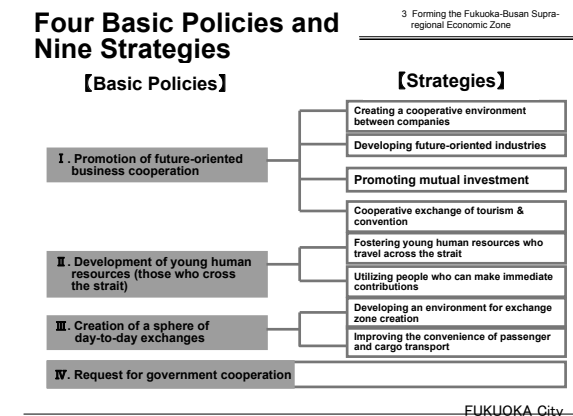 Four Basic Policies and
Nine Strategies
3 Forming the Fukuoka-Busan Supra-
regional Economic Zone
【Basic Policies】
【Strategies】
Ⅰ. Promotion of future-oriented
business cooperation
Creating a cooperative environment
between companies
Developing future-oriented industries
Promoting mutual investment
Cooperative exchange of tourism &
convention
Ⅱ. Development of young human
resources (those who cross
the strait)
Fostering young human resources who
travel across the strait
Utilizing people who can make immediate
contributions
Ⅲ. Creation of a sphere of
day-to-day exchanges
Developing an environment for exchange
zone creation
Improving the convenience of passenger
and cargo transport
Ⅳ. Request for government cooperation
FUKUOKA City